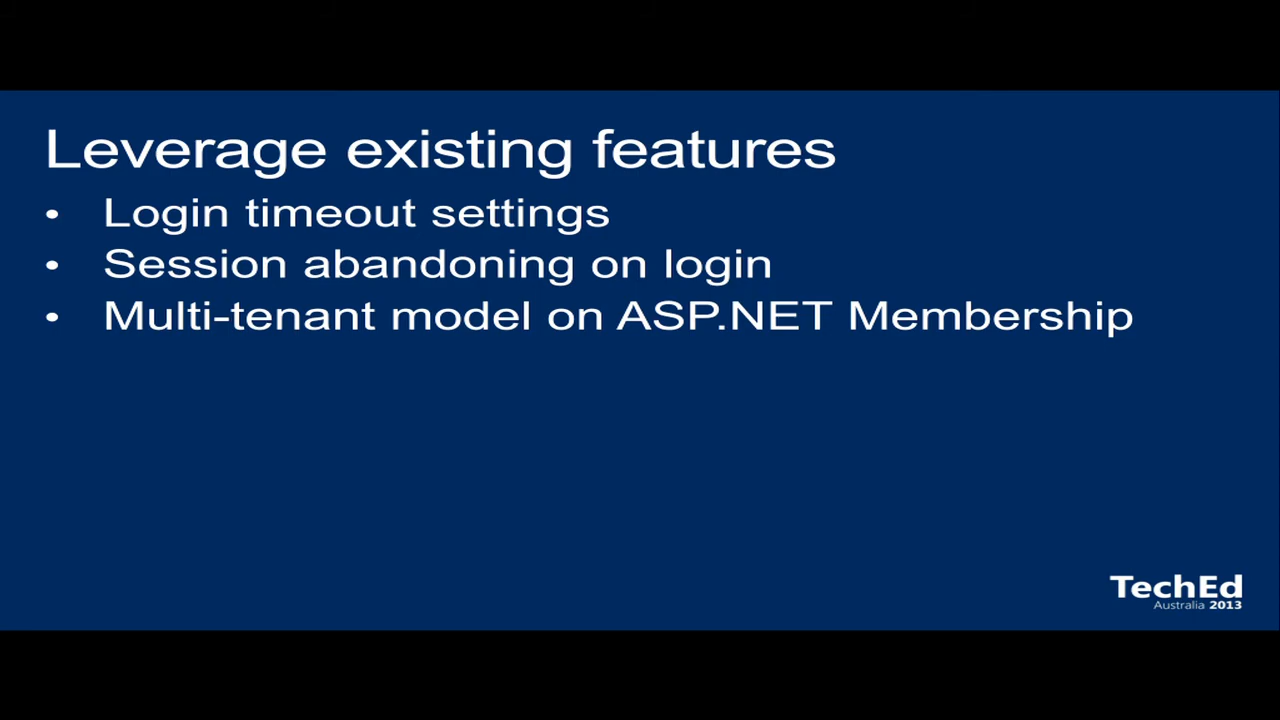 Leverage existing features
• Login timeout settings
• Session abandoning on login
• Multi-tenant model on ASP.NET Membership
TechEd
Australia 2013